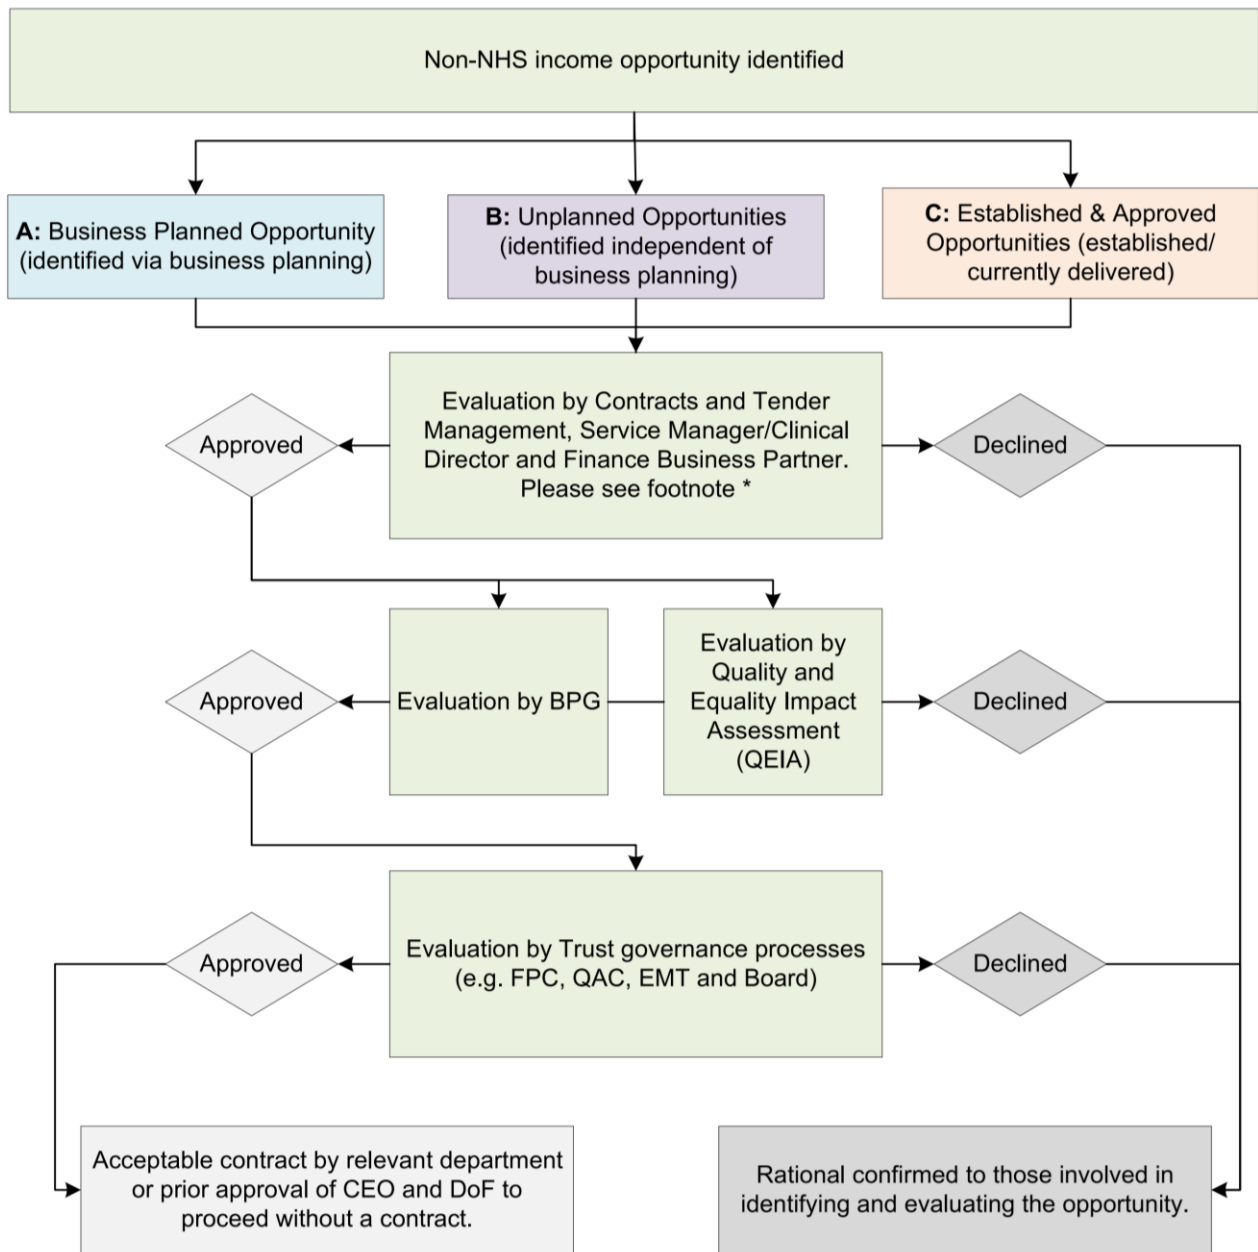 Non-NHS income opportunity identified
A: Business Planned Opportunity
(identified via business planning)
B: Unplanned Opportunities
(identified independent of
business planning)
C: Established & Approved
Opportunities (established/
currently delivered)
Approved
Evaluation by Contracts and Tender
Management, Service Manager/Clinical
Director and Finance Business Partner.
Please see footnote *
Declined
Approved
Evaluation by BPG
Evaluation by
Quality and
Equality Impact
Assessment
(QEIA)
Declined
Approved
Evaluation by Trust governance processes
(e.g. FPC, QAC, EMT and Board)
Declined
Acceptable contract by relevant department
or prior approval of CEO and DoF to
proceed without a contract.
Rational confirmed to those involved in
identifying and evaluating the opportunity.